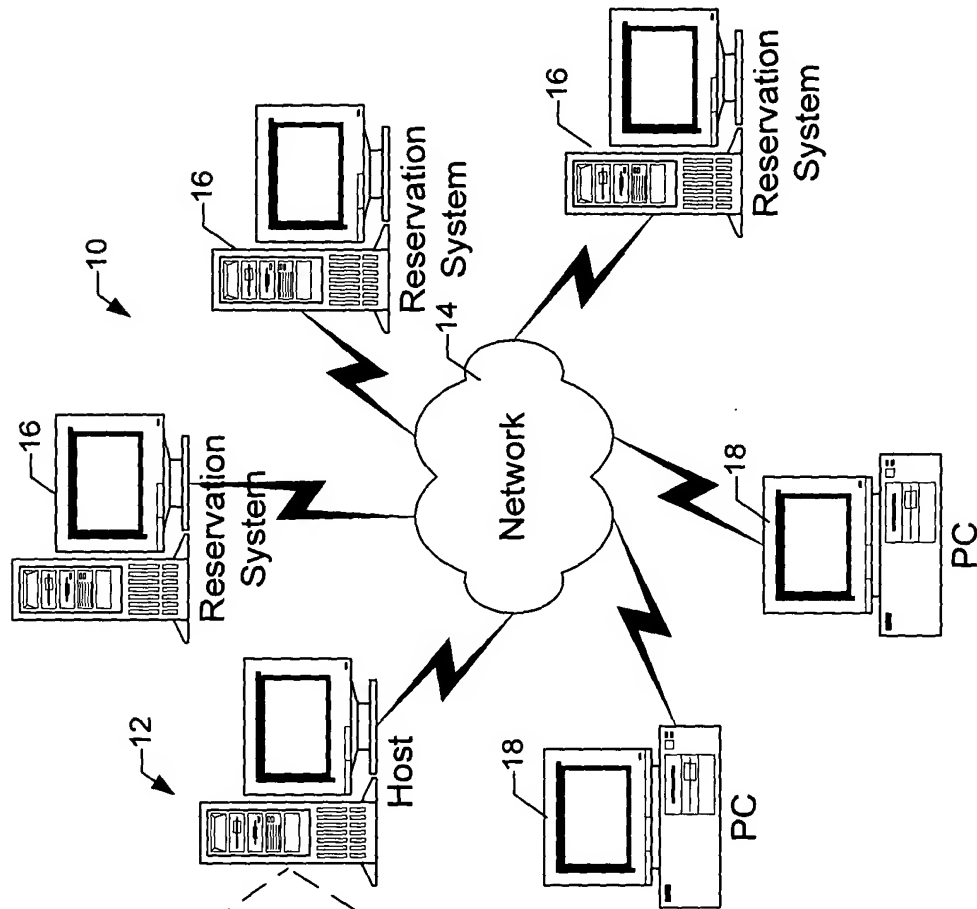 10
12
Host
16
Reservation
System
16
Reservation
System
16
Reservation
System
14
Network
18
PC
18
PC